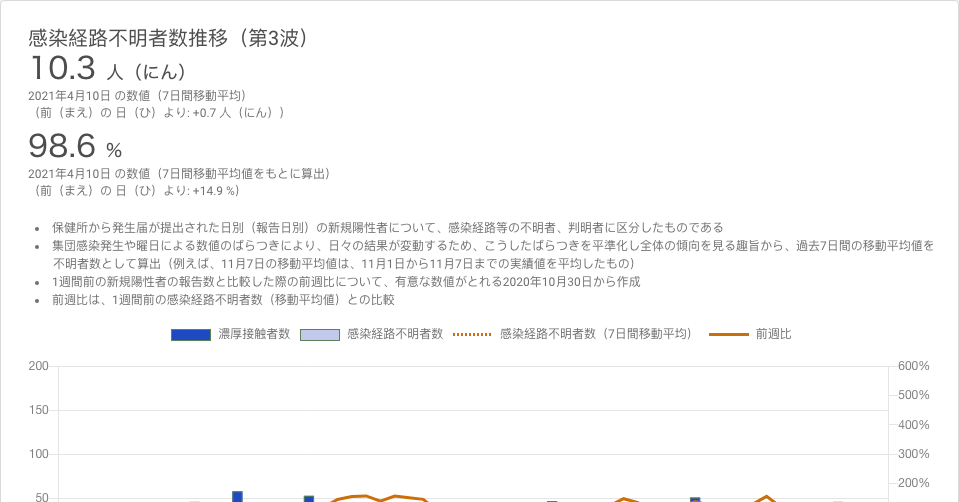 感染経路不明者数推移（第3波）
10.3 人（にん）
2021年4月10日 の数値（7日間移動平均）
（前（まえ）の 日（ひ）より: +0.7 人（にん））
98.6 %
2021年4月10日 の数値（7日間移動平均値をもとに算出）
（前（まえ）の 日（ひ）より: +14.9 %）
• 保健所から発生届が提出された日別（報告日別）の新規陽性者について、感染経路等の不明者、判明者に区分したものである
• 集団感染発生や曜日による数値のばらつきにより、日々の結果が変動するため、こうしたばらつきを平準化し全体の傾向を見る趣旨から、過去7日間の移動平均値を
不明者数として算出（例えば、11月7日の移動平均値は、11月1日から11月7日までの実績値を平均したもの）
• 1週間前の新規陽性者の報告数と比較した際の前週比について、有意な数値がとれる2020年10月30日から作成
• 前週比は、1週間前の感染経路不明者数（移動平均値）との比較
濃厚接触者数 感染経路不明者数 感染経路不明者数（7日間移動平均） 前週比
200 600%
500%
150
400%
100 300%
200%
50